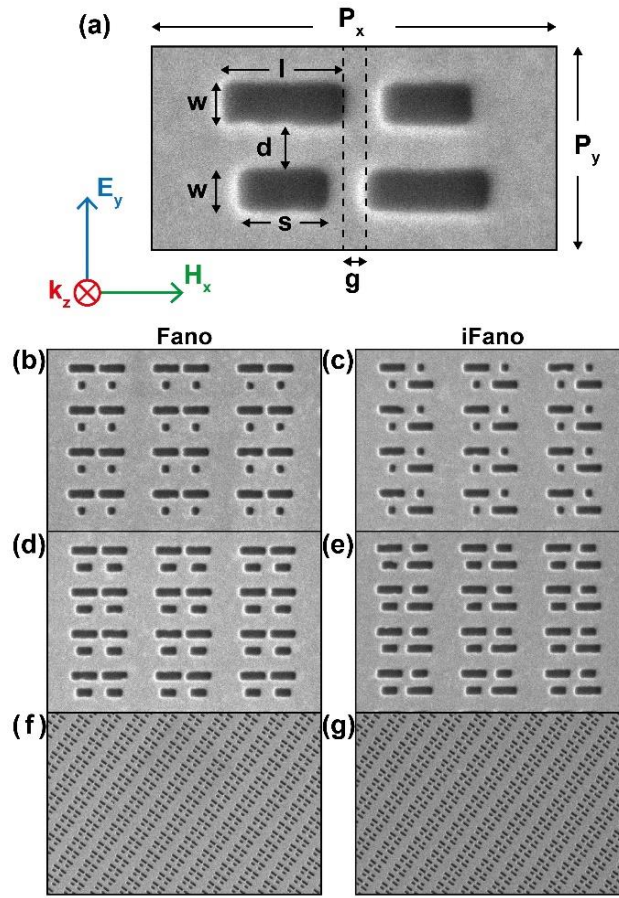 (a)
Px
l
w
d
Py
w
s
g
Ey
kz
Hx
Fano iFano
(b) (c)
(d) (e)
(f) (g)